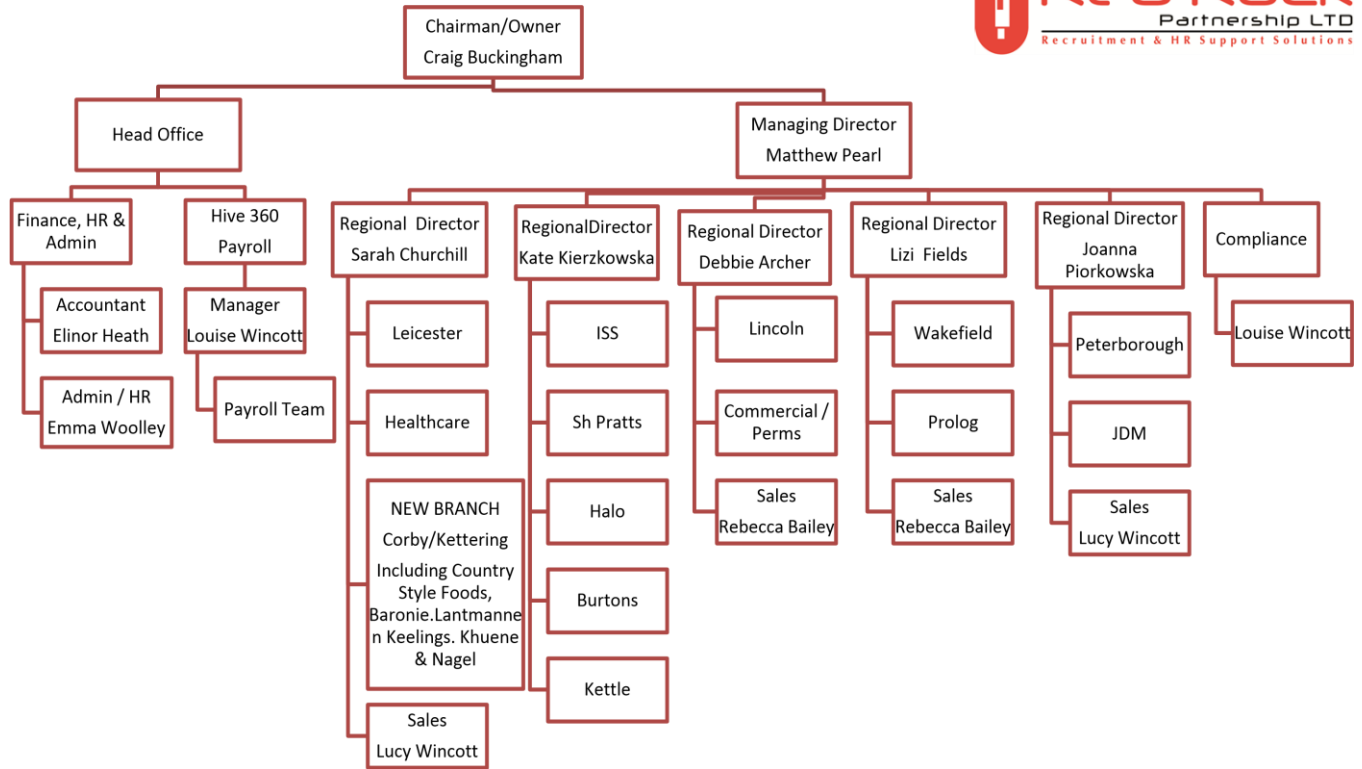 Partnership LTD
Recruitment & HR Support Solutions
Chairman/Owner
Craig Buckingham
Head Office
Managing Director
Matthew Pearl
Finance, HR &
Admin
Hive 360
Payroll
Regional  Director
Sarah Churchill
RegionalDirector
Kate Kierzkowska
Regional Director
Debbie Archer
Regional Director
Lizi  Fields
Regional Director
Joanna
Piorkowska
Compliance
Accountant
Elinor Heath
Admin / HR
Emma Woolley
Manager
Louise Wincott
Payroll Team
Leicester
Healthcare
NEW BRANCH
Corby/Kettering
Including Country
Style Foods,
Baronie.Lantmanne
n Keelings. Khuene
& Nagel
Sales
Lucy Wincott
ISS
Sh Pratts
Halo
Burtons
Kettle
Lincoln
Commercial /
Perms
Sales
Rebecca Bailey
Wakefield
Prolog
Sales
Rebecca Bailey
Peterborough
JDM
Sales
Lucy Wincott
Louise Wincott